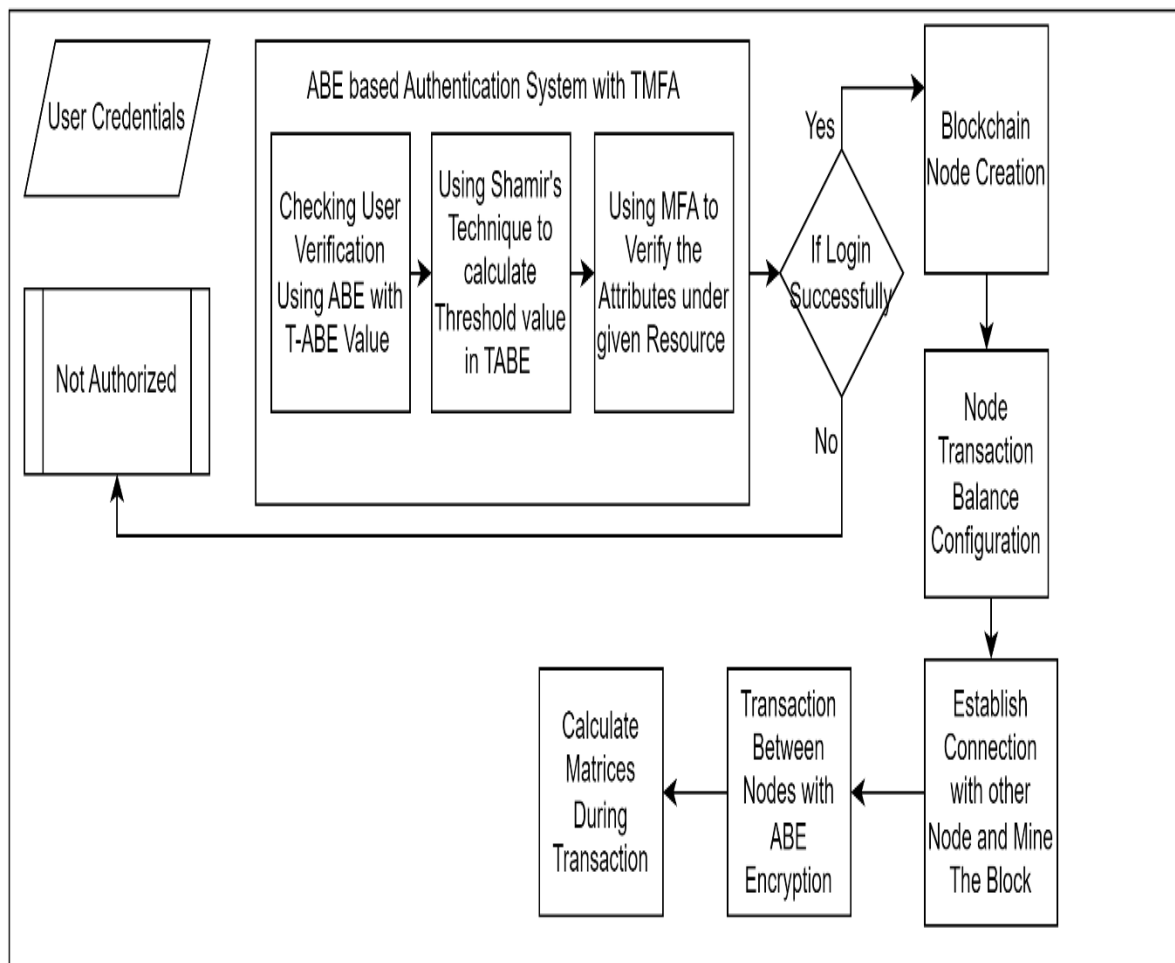 User Credentials
ABE based Authentication System with TMFA
Checking User
Verification
Using ABE with
T-ABE Value
Using Shamir's
Technique to
calculate
Threshold value
in TABE
Using MFA to
Verify the
Attributes under
given Resource
Yes
If Login
Successfully
No
Not Authorized
Blockchain
Node Creation
Node
Transaction
Balance
Configuration
Establish
Connection
with other
Node and Mine
The Block
Transaction
Between
Nodes with
ABE
Encryption
Calculate
Matrices
During
Transaction